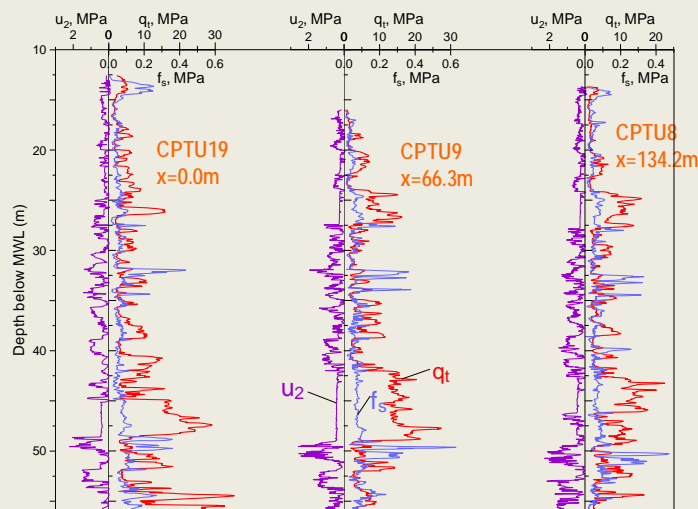 u2, MPa qt, MPa u2, MPa qt, MPa u2, MPa qt, MPa
2 0 10 20 30 2 0 10 20 30 2 0 10 20
10
0.0 0.2 0.4 0.6 0.0 0.2 0.4 0.6 0.0 0.2 0.4
fs, MPa fs, MPa fs, MPa
20
30
40
50
Depth below MWL (m)
CPTU19
x=0.0m
CPTU9
x=66.3m
CPTU8
x=134.2m
qt
u2
fs